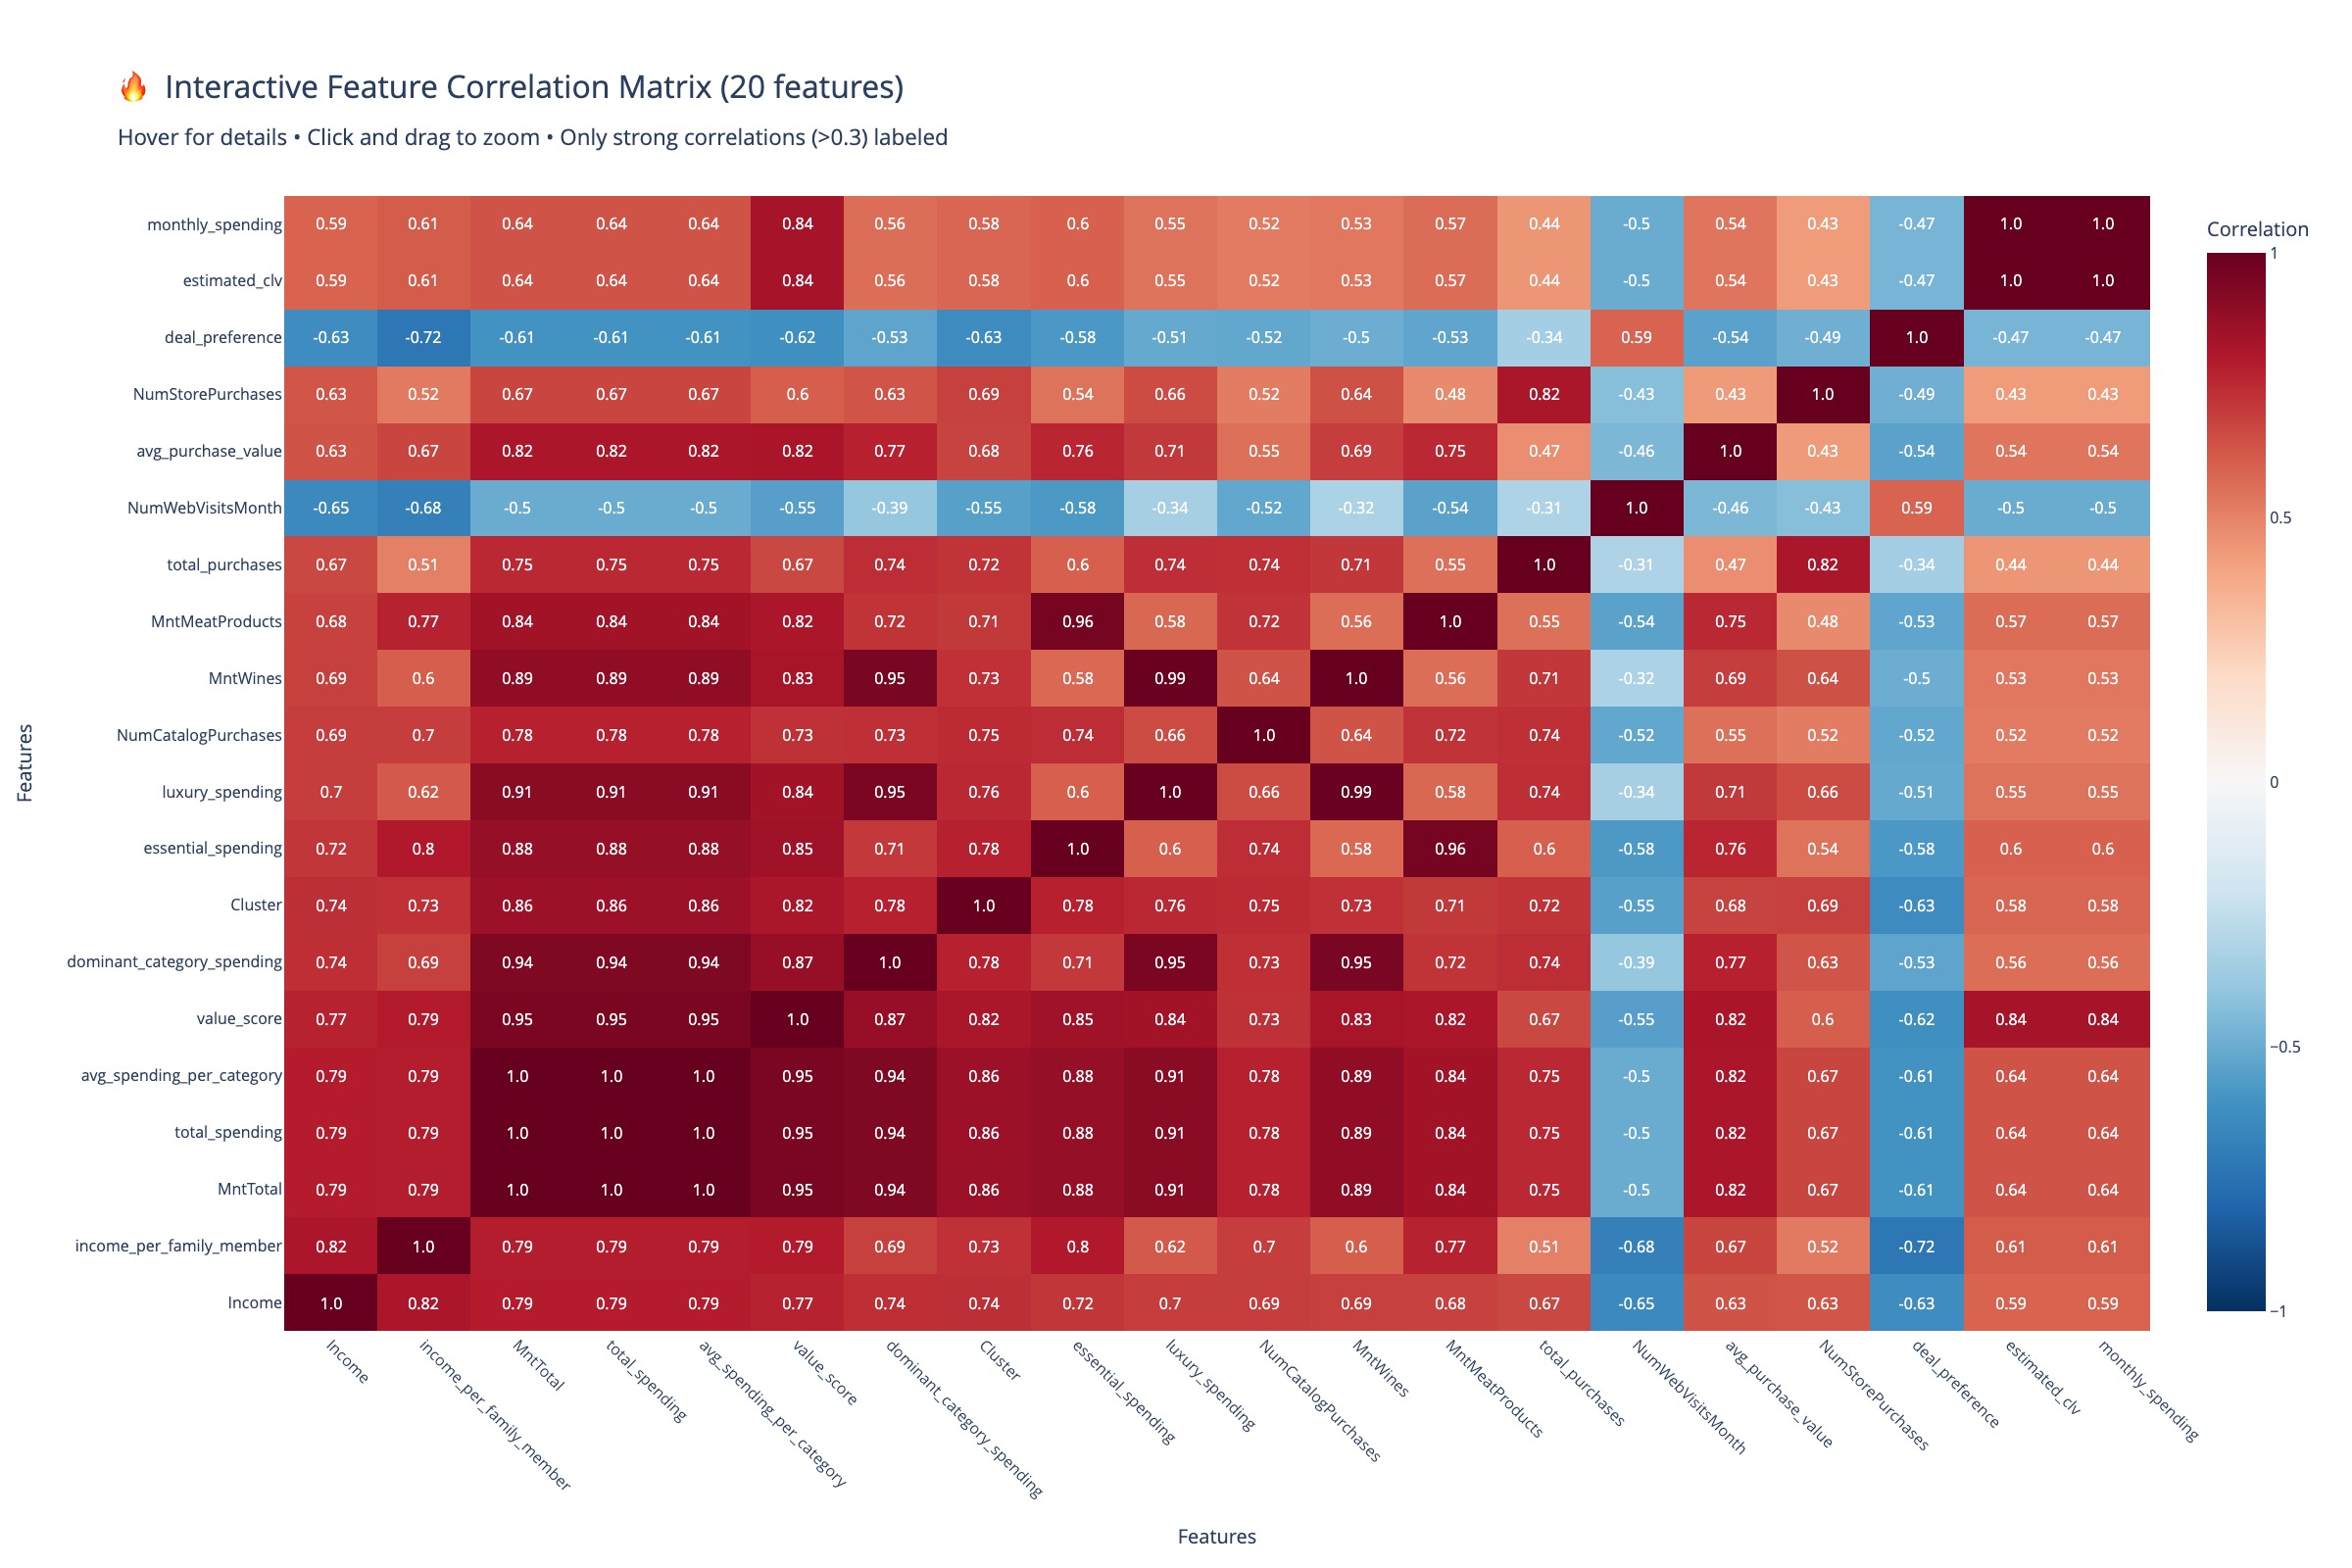 🔥 Interactive Feature Correlation Matrix (20 features)
Hover for details • Click and drag to zoom • Only strong correlations (>0.3) labeled
Correlation
monthly_spending 0.59 0.61 0.64 0.64 0.64 0.84 0.56 0.58 0.6 0.55 0.52 0.53 0.57 0.44 -0.5 0.54 0.43 -0.47 1.0 1.0
estimated_clv 0.59 0.61 0.64 0.64 0.64 0.84 0.56 0.58 0.6 0.55 0.52 0.53 0.57 0.44 -0.5 0.54 0.43 -0.47 1.0 1.0
deal_preference -0.63 -0.72 -0.61 -0.61 -0.61 -0.62 -0.53 -0.63 -0.58 -0.51 -0.52 -0.5 -0.53 -0.34 0.59 -0.54 -0.49 1.0 -0.47 -0.47
NumStorePurchases 0.63 0.52 0.67 0.67 0.67 0.6 0.63 0.69 0.54 0.66 0.52 0.64 0.48 0.82 -0.43 0.43 1.0 -0.49 0.43 0.43
avg_purchase_value 0.63 0.67 0.82 0.82 0.82 0.82 0.77 0.68 0.76 0.71 0.55 0.69 0.75 0.47 -0.46 1.0 0.43 -0.54 0.54 0.54
NumWebVisitsMonth -0.65 -0.68 -0.5 -0.5 -0.5 -0.55 -0.39 -0.55 -0.58 -0.34 -0.52 -0.32 -0.54 -0.31 1.0 -0.46 -0.43 0.59 -0.5 -0.5
total_purchases 0.67 0.51 0.75 0.75 0.75 0.67 0.74 0.72 0.6 0.74 0.74 0.71 0.55 1.0 -0.31 0.47 0.82 -0.34 0.44 0.44
MntMeatProducts 0.68 0.77 0.84 0.84 0.84 0.82 0.72 0.71 0.96 0.58 0.72 0.56 1.0 0.55 -0.54 0.75 0.48 -0.53 0.57 0.57
MntWines 0.69 0.6 0.89 0.89 0.89 0.83 0.95 0.73 0.58 0.99 0.64 1.0 0.56 0.71 -0.32 0.69 0.64 -0.5 0.53 0.53
NumCatalogPurchases 0.69 0.7 0.78 0.78 0.78 0.73 0.73 0.75 0.74 0.66 1.0 0.64 0.72 0.74 -0.52 0.55 0.52 -0.52 0.52 0.52
luxury_spending 0.7 0.62 0.91 0.91 0.91 0.84 0.95 0.76 0.6 1.0 0.66 0.99 0.58 0.74 -0.34 0.71 0.66 -0.51 0.55 0.55
essential_spending 0.72 0.8 0.88 0.88 0.88 0.85 0.71 0.78 1.0 0.6 0.74 0.58 0.96 0.6 -0.58 0.76 0.54 -0.58 0.6 0.6
Cluster 0.74 0.73 0.86 0.86 0.86 0.82 0.78 1.0 0.78 0.76 0.75 0.73 0.71 0.72 -0.55 0.68 0.69 -0.63 0.58 0.58
dominant_category_spending 0.74 0.69 0.94 0.94 0.94 0.87 1.0 0.78 0.71 0.95 0.73 0.95 0.72 0.74 -0.39 0.77 0.63 -0.53 0.56 0.56
value_score 0.77 0.79 0.95 0.95 0.95 1.0 0.87 0.82 0.85 0.84 0.73 0.83 0.82 0.67 -0.55 0.82 0.6 -0.62 0.84 0.84
avg_spending_per_category 0.79 0.79 1.0 1.0 1.0 0.95 0.94 0.86 0.88 0.91 0.78 0.89 0.84 0.75 -0.5 0.82 0.67 -0.61 0.64 0.64
total_spending 0.79 0.79 1.0 1.0 1.0 0.95 0.94 0.86 0.88 0.91 0.78 0.89 0.84 0.75 -0.5 0.82 0.67 -0.61 0.64 0.64
MntTotal 0.79 0.79 1.0 1.0 1.0 0.95 0.94 0.86 0.88 0.91 0.78 0.89 0.84 0.75 -0.5 0.82 0.67 -0.61 0.64 0.64
income_per_family_member 0.82 1.0 0.79 0.79 0.79 0.79 0.69 0.73 0.8 0.62 0.7 0.6 0.77 0.51 -0.68 0.67 0.52 -0.72 0.61 0.61
Income 1.0 0.82 0.79 0.79 0.79 0.77 0.74 0.74 0.72 0.7 0.69 0.69 0.68 0.67 -0.65 0.63 0.63 -0.63 0.59 0.59
Income
income_per_family_member
MntTotal
total_spending
avg_spending_per_category
value_score
dominant_category_spending
Cluster
essential_spending
luxury_spending
NumCatalogPurchases
MntWines
MntMeatProducts
total_purchases
NumWebVisitsMonth
avg_purchase_value
NumStorePurchases
deal_preference
estimated_clv
monthly_spending
Features
Features
1
0.5
0
−0.5
−1